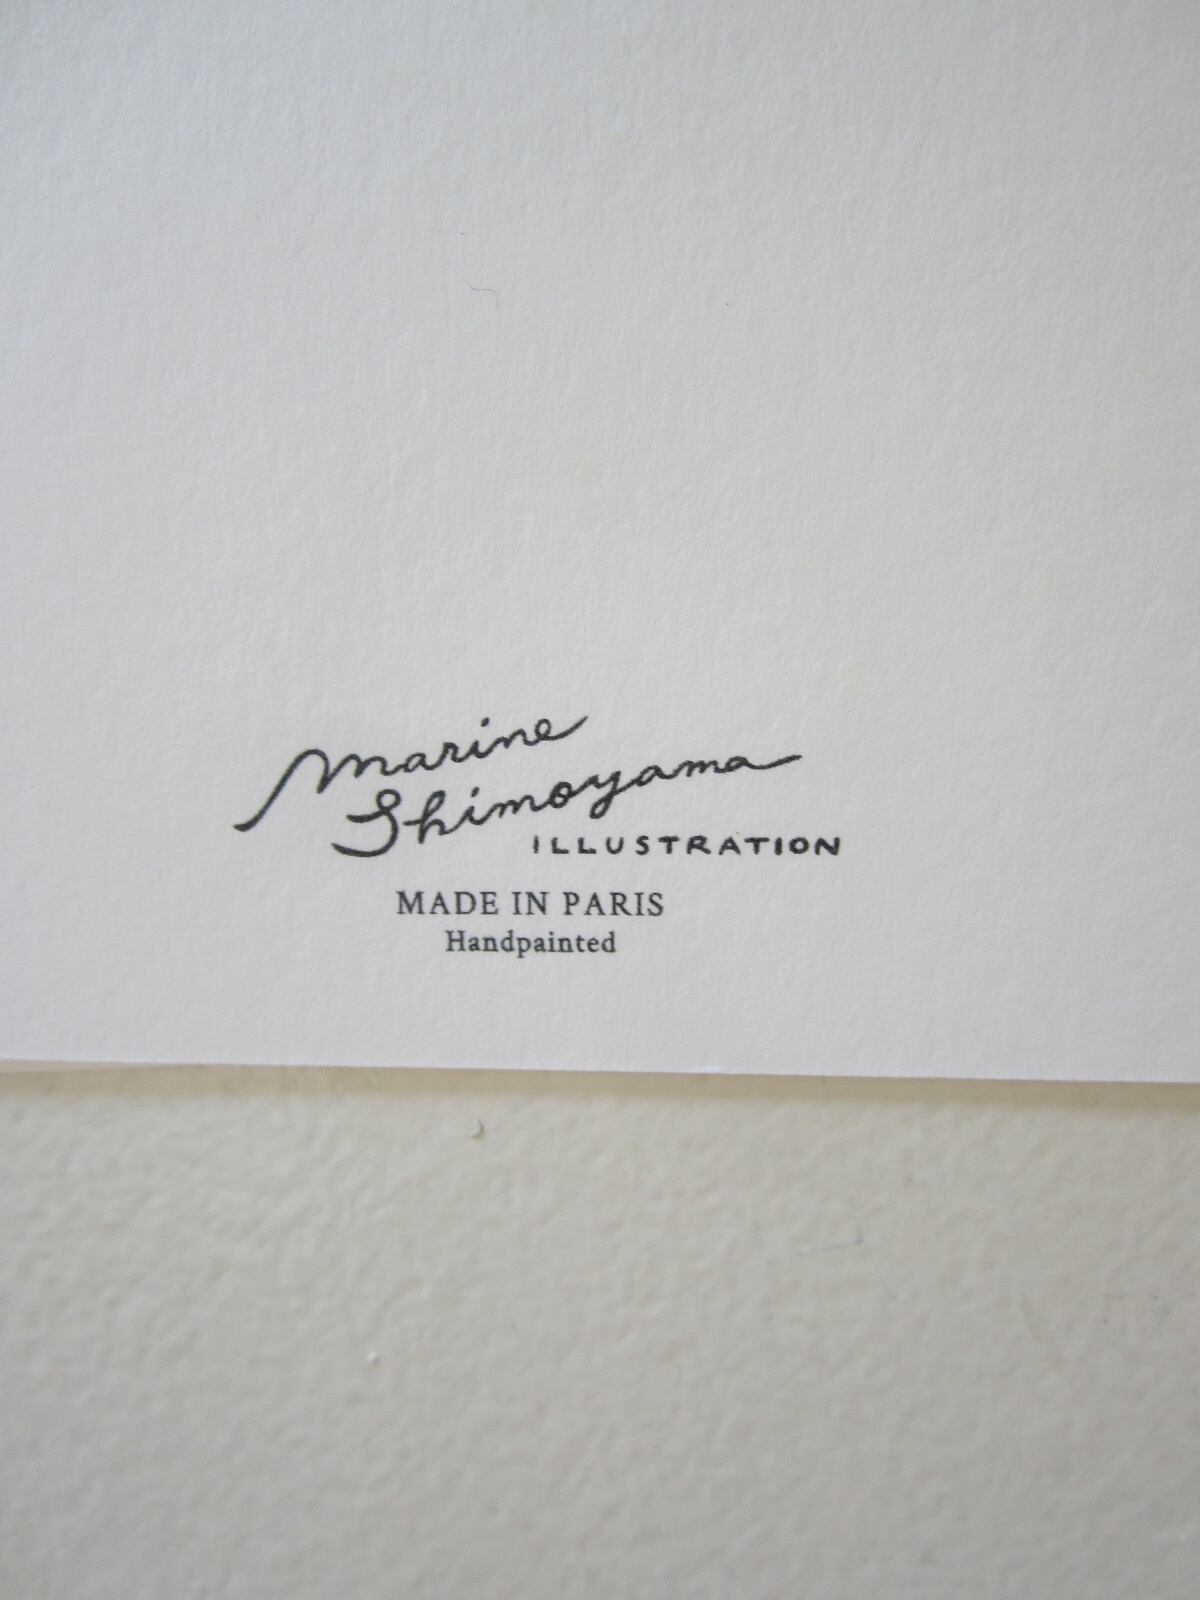 Marine
Shimoyama
ILLUSTRATION
MADE IN PARIS
Handpainted